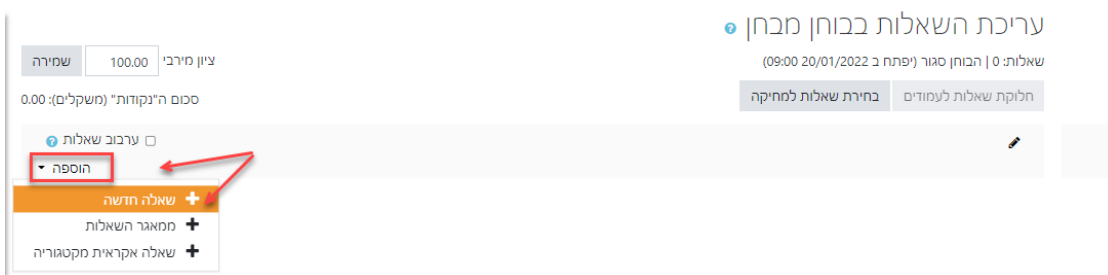 עריכת השאלות בבוחן מבחן
שאלות: 0 | הבוחן סגור (יפתח ב 20/01/2022 09:00)
ציון מירבי 100.00 שמירה
חלוקת שאלות לעמודים בחירת שאלות למחיקה
סכום ה"נקודות" (משקלים): 0.00
ערבוב שאלות
הוספה
שאלה חדשה
ממאגר השאלות
שאלה אקראית מקטגוריה